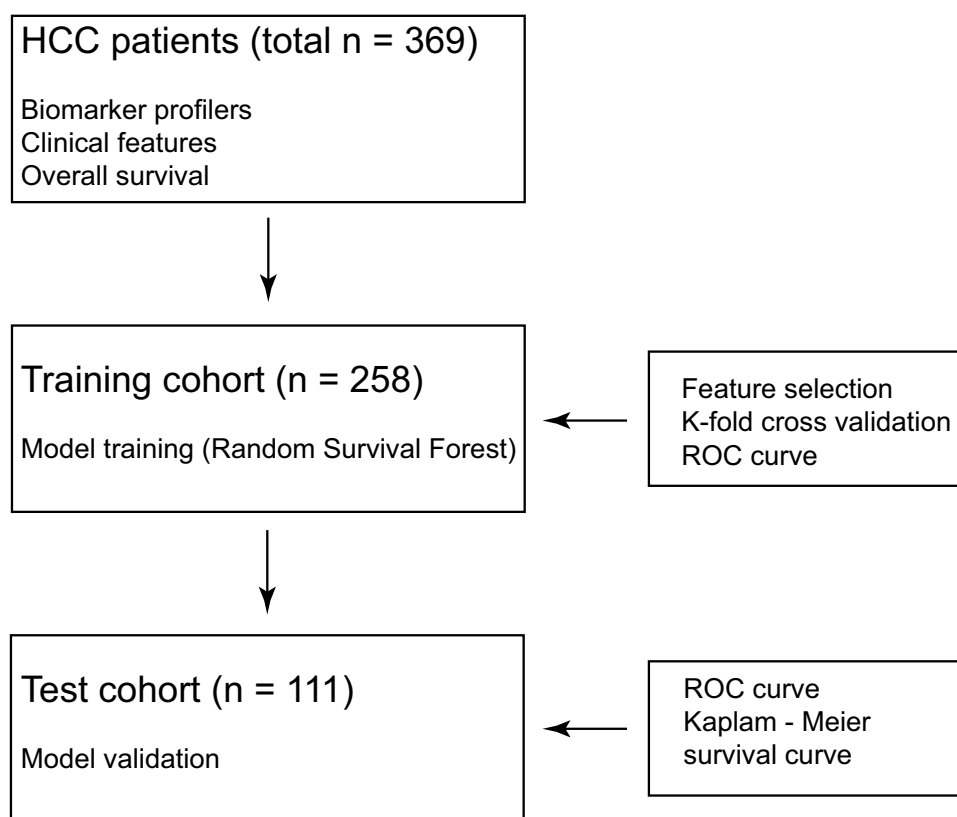 HCC patients (total n = 369)
Biomarker profilers
Clinical features
Overall survival
Training cohort (n = 258)
Model training (Random Survival Forest)
Feature selection
K-fold cross validation
ROC curve
Test cohort (n = 111)
Model validation
ROC curve
Kaplam - Meier
survival curve